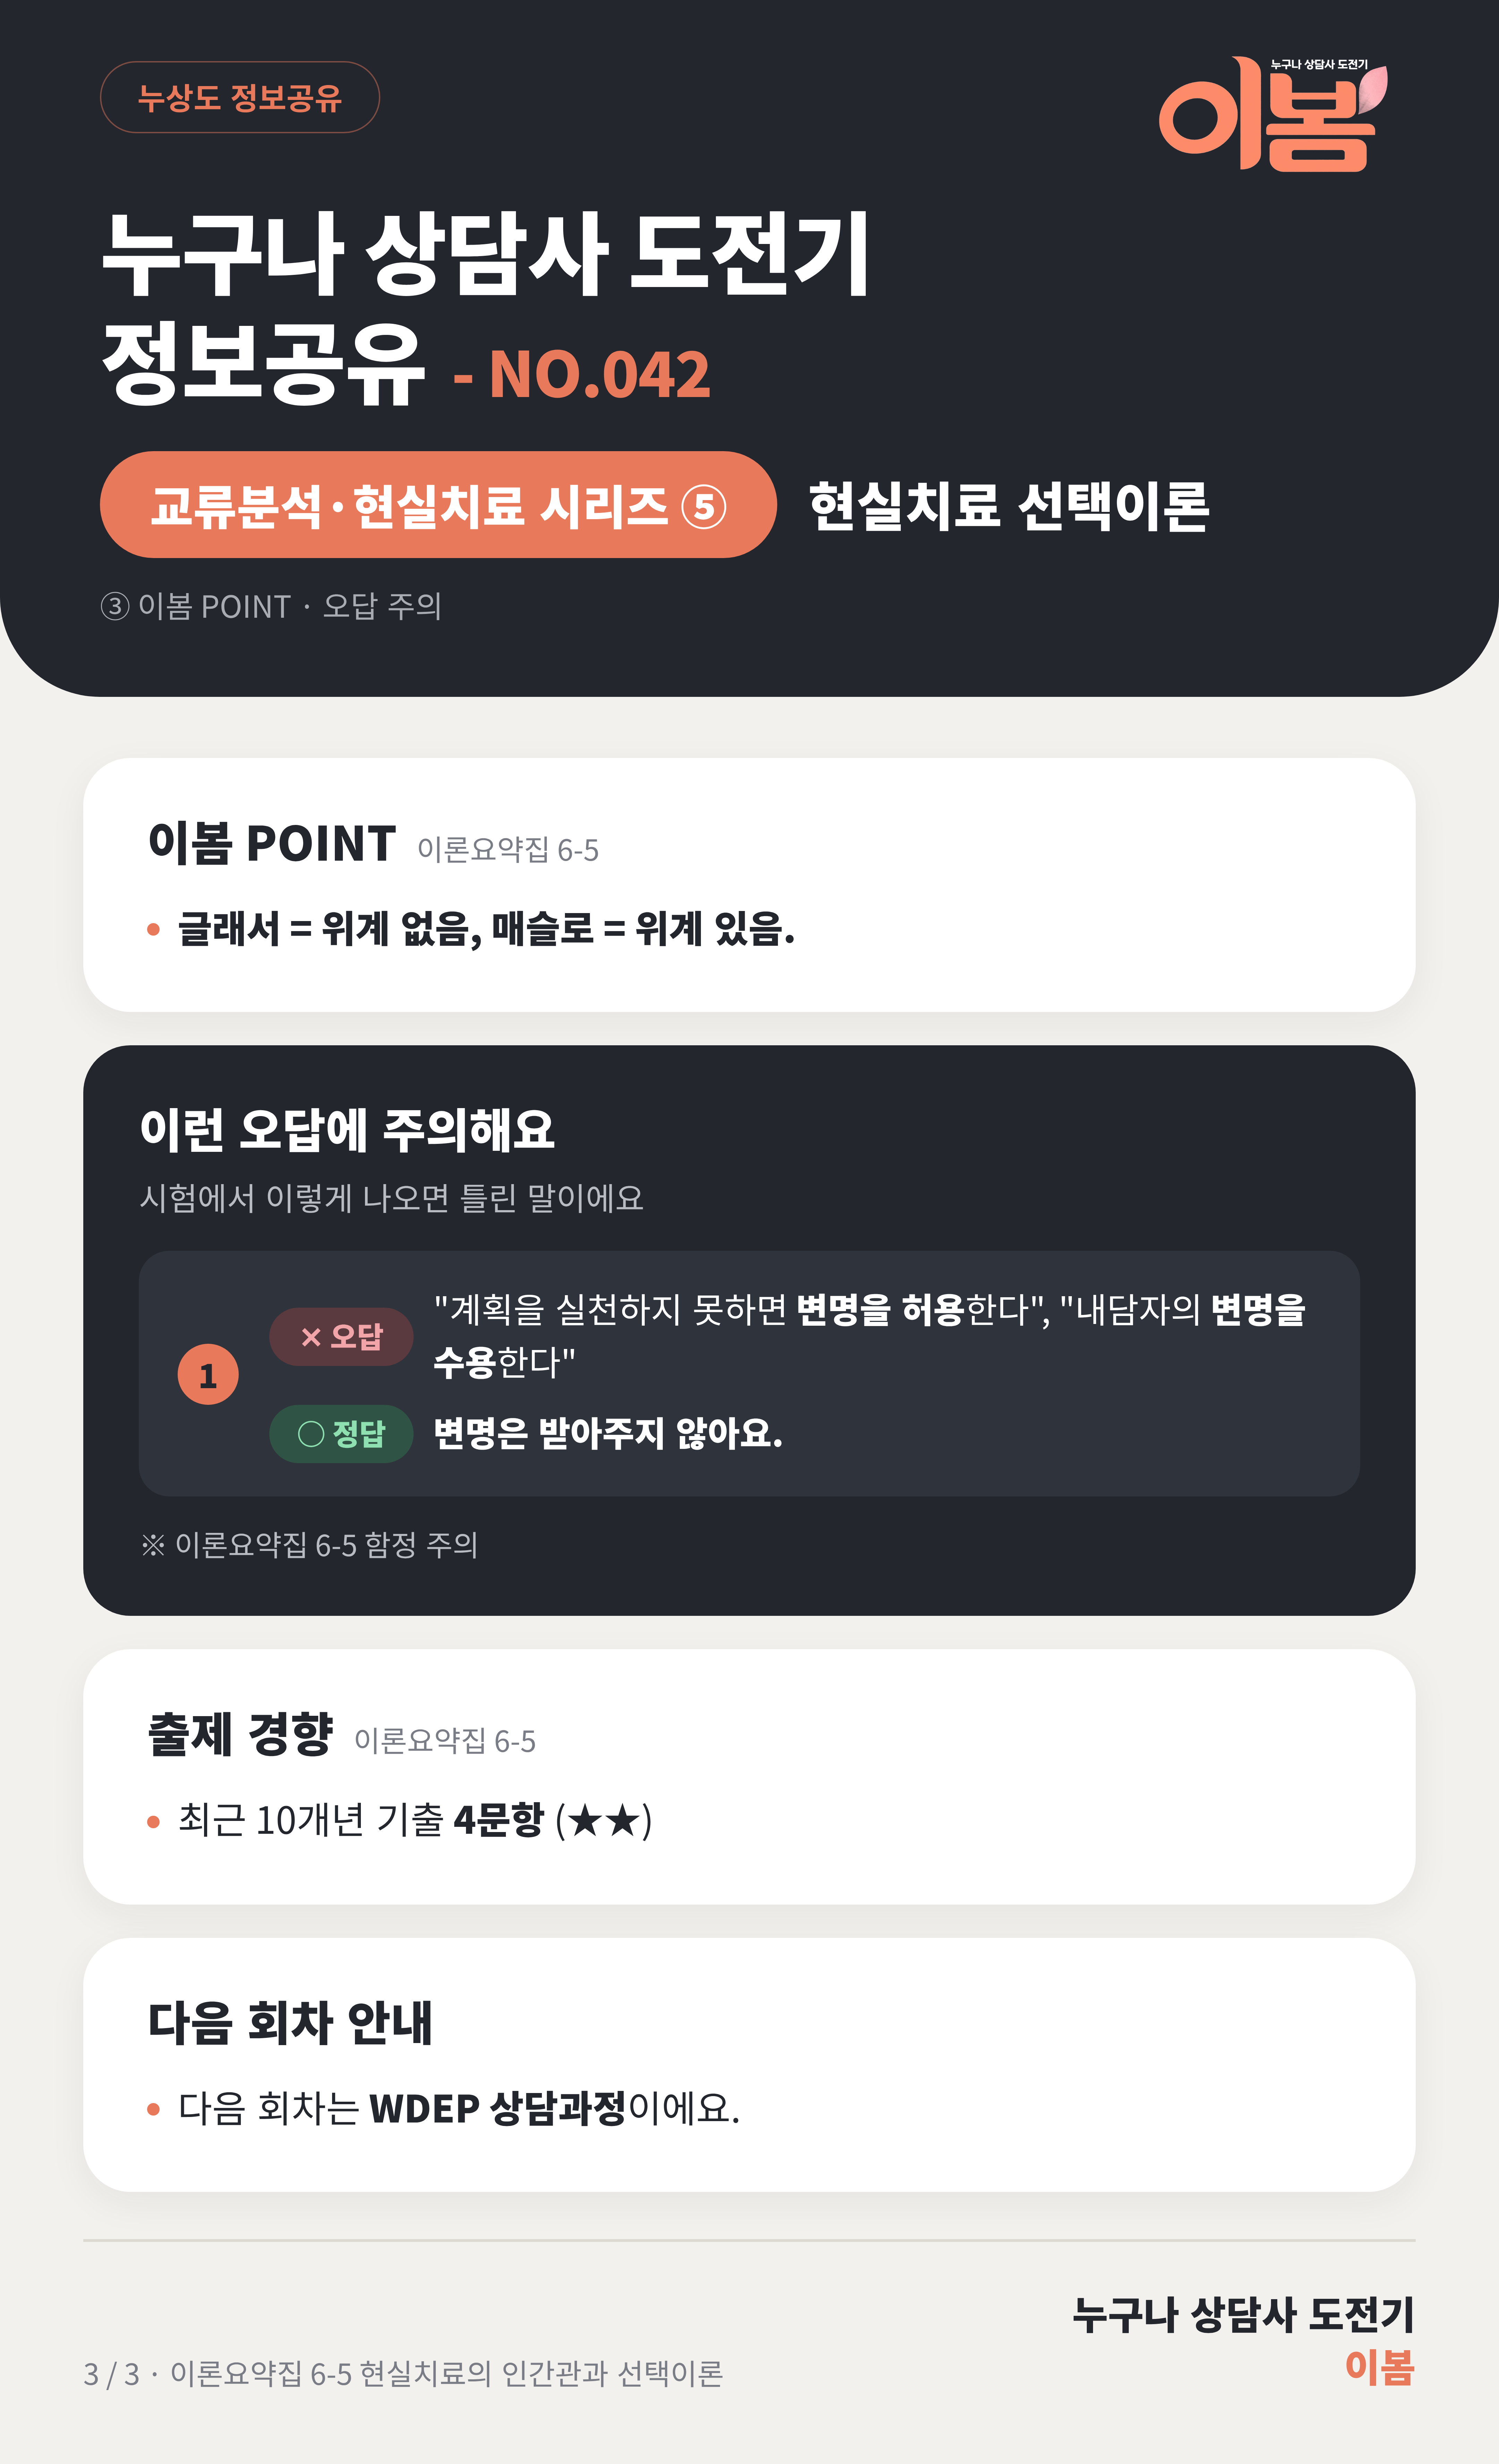 누상도 정보공유
누구나 상담사 도전기
이봄
누구나 상담사 도전기
정보공유 - NO.042
교류분석·현실치료 시리즈 ⑤ 현실치료 선택이론
③ 이봄 POINT · 오답 주의
이봄 POINT 이론요약집 6-5
• 글래서 = 위계 없음, 매슬로 = 위계 있음.
이런 오답에 주의해요
시험에서 이렇게 나오면 틀린 말이에요
1
✕ 오답 "계획을 실천하지 못하면 변명을 허용한다", "내담자의 변명을
수용한다"
○ 정답 변명은 받아주지 않아요.
※ 이론요약집 6-5 함정 주의
출제 경향 이론요약집 6-5
• 최근 10개년 기출 4문항 (★★)
다음 회차 안내
• 다음 회차는 WDEP 상담과정이에요.
누구나 상담사 도전기
3 / 3 · 이론요약집 6-5 현실치료의 인간관과 선택이론
이봄